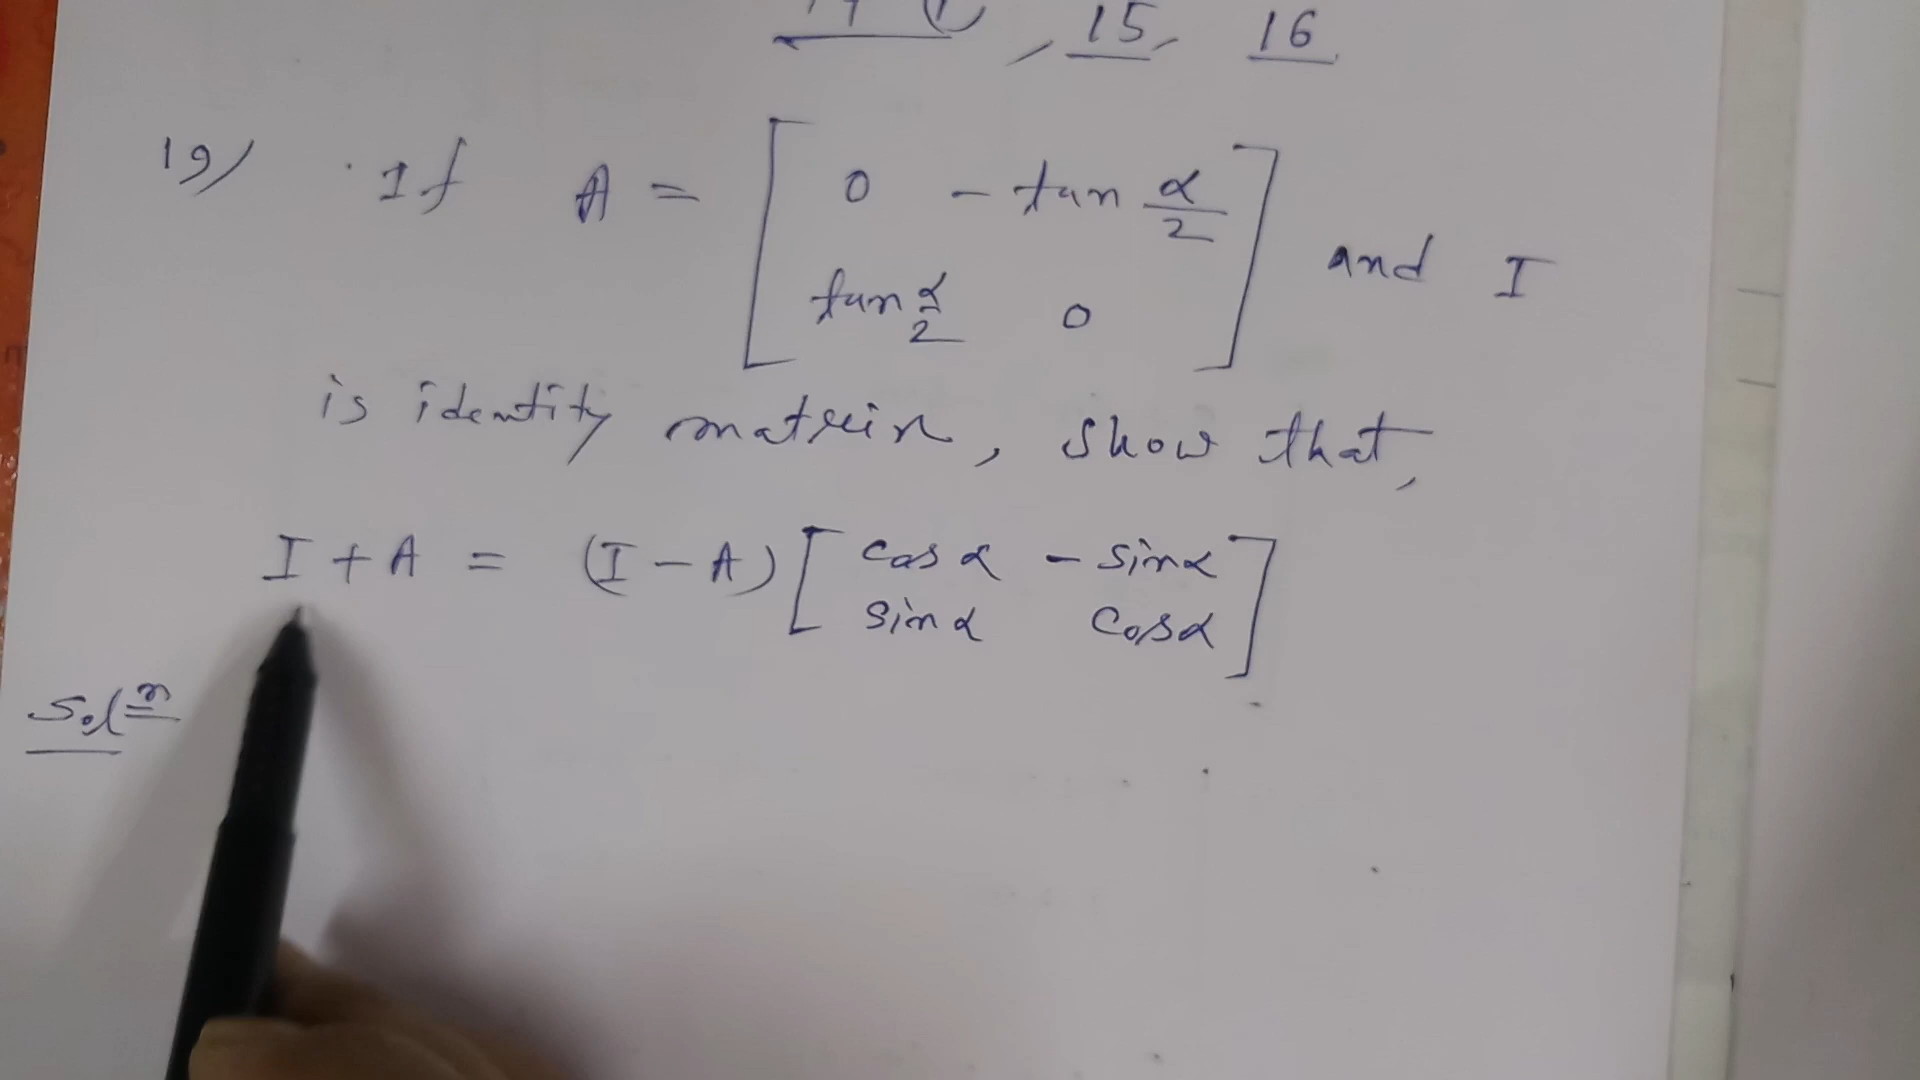 , 15, 16
19) If A = [ 0 - tan α/2
tan α/2 0 ] and I
is identity matrix, show that,
I + A = (I - A) [ cos α - sin α
sin α cos α ]
Solⁿ